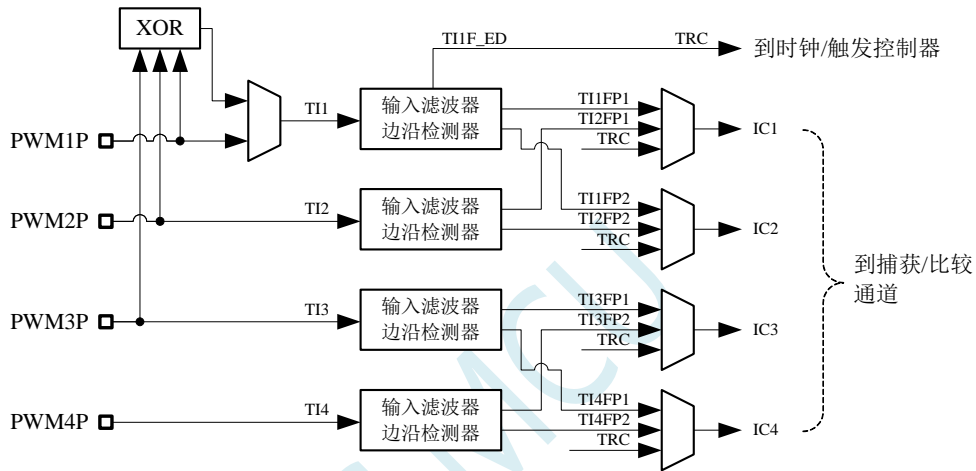 XOR
TI1F_ED
TRC
到时钟/触发控制器
PWM1P
TI1
输入滤波器
边沿检测器
TI1FP1
TI2FP1
TRC
IC1
PWM2P
TI2
输入滤波器
边沿检测器
TI1FP2
TI2FP2
TRC
IC2
到捕获/比较
通道
PWM3P
TI3
输入滤波器
边沿检测器
TI3FP1
TI3FP2
TRC
IC3
PWM4P
TI4
输入滤波器
边沿检测器
TI4FP1
TI4FP2
TRC
IC4
MCU